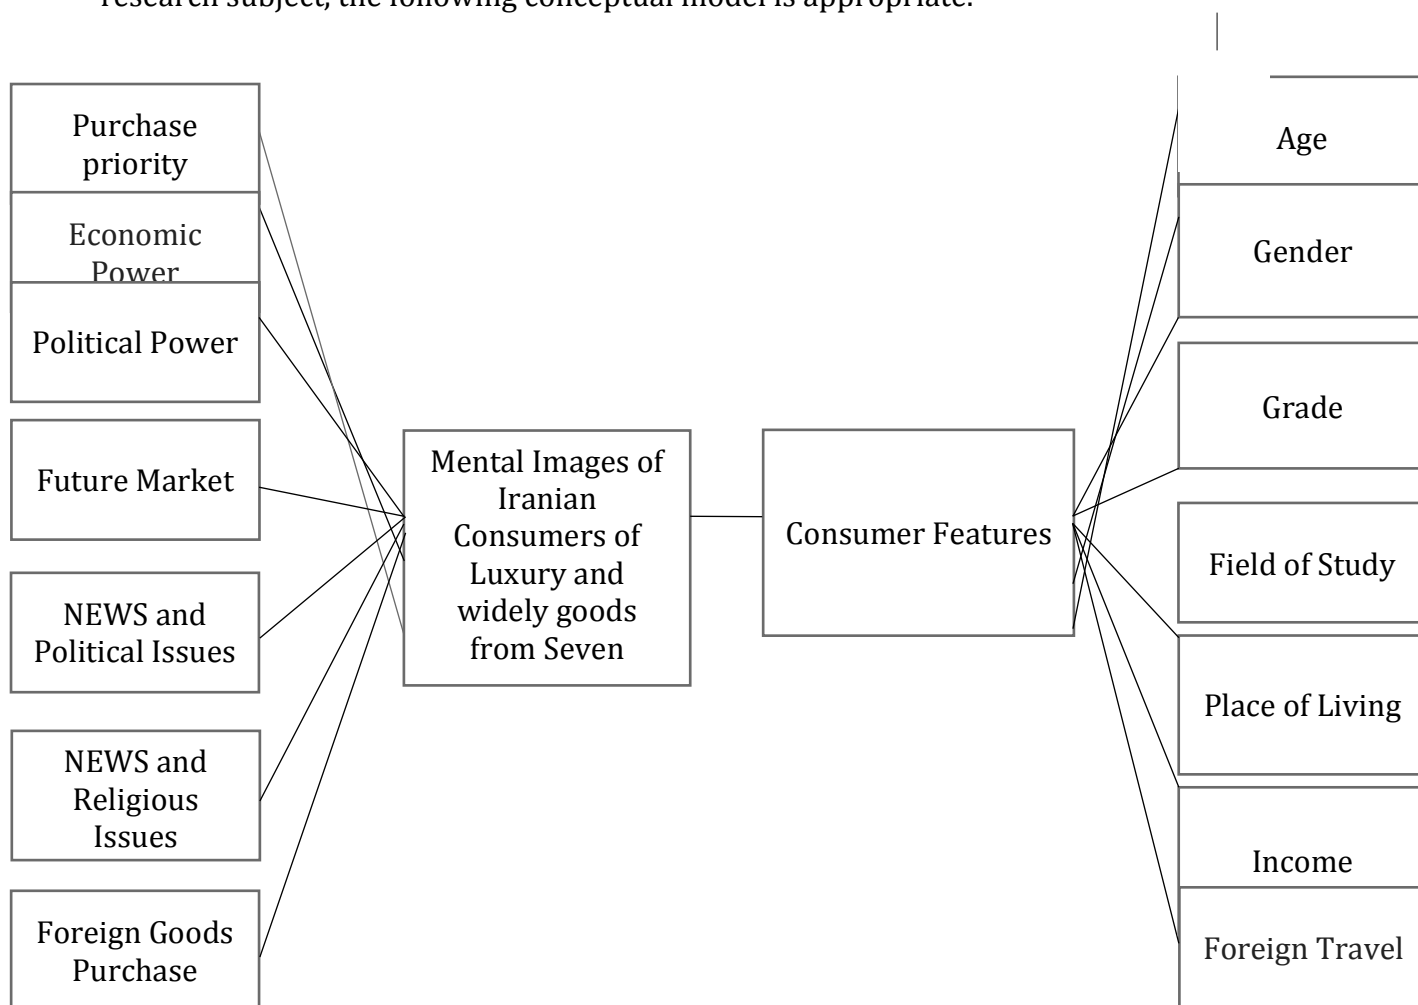 research subject, the following conceptual model is appropriate.
Purchase
priority
Economic
Power
Political Power
Future Market
NEWS and
Political Issues
NEWS and
Religious
Issues
Foreign Goods
Purchase
Mental Images of
Iranian
Consumers of
Luxury and
widely goods
from Seven
Consumer Features
Age
Gender
Grade
Field of Study
Place of Living
Income
Foreign Travel